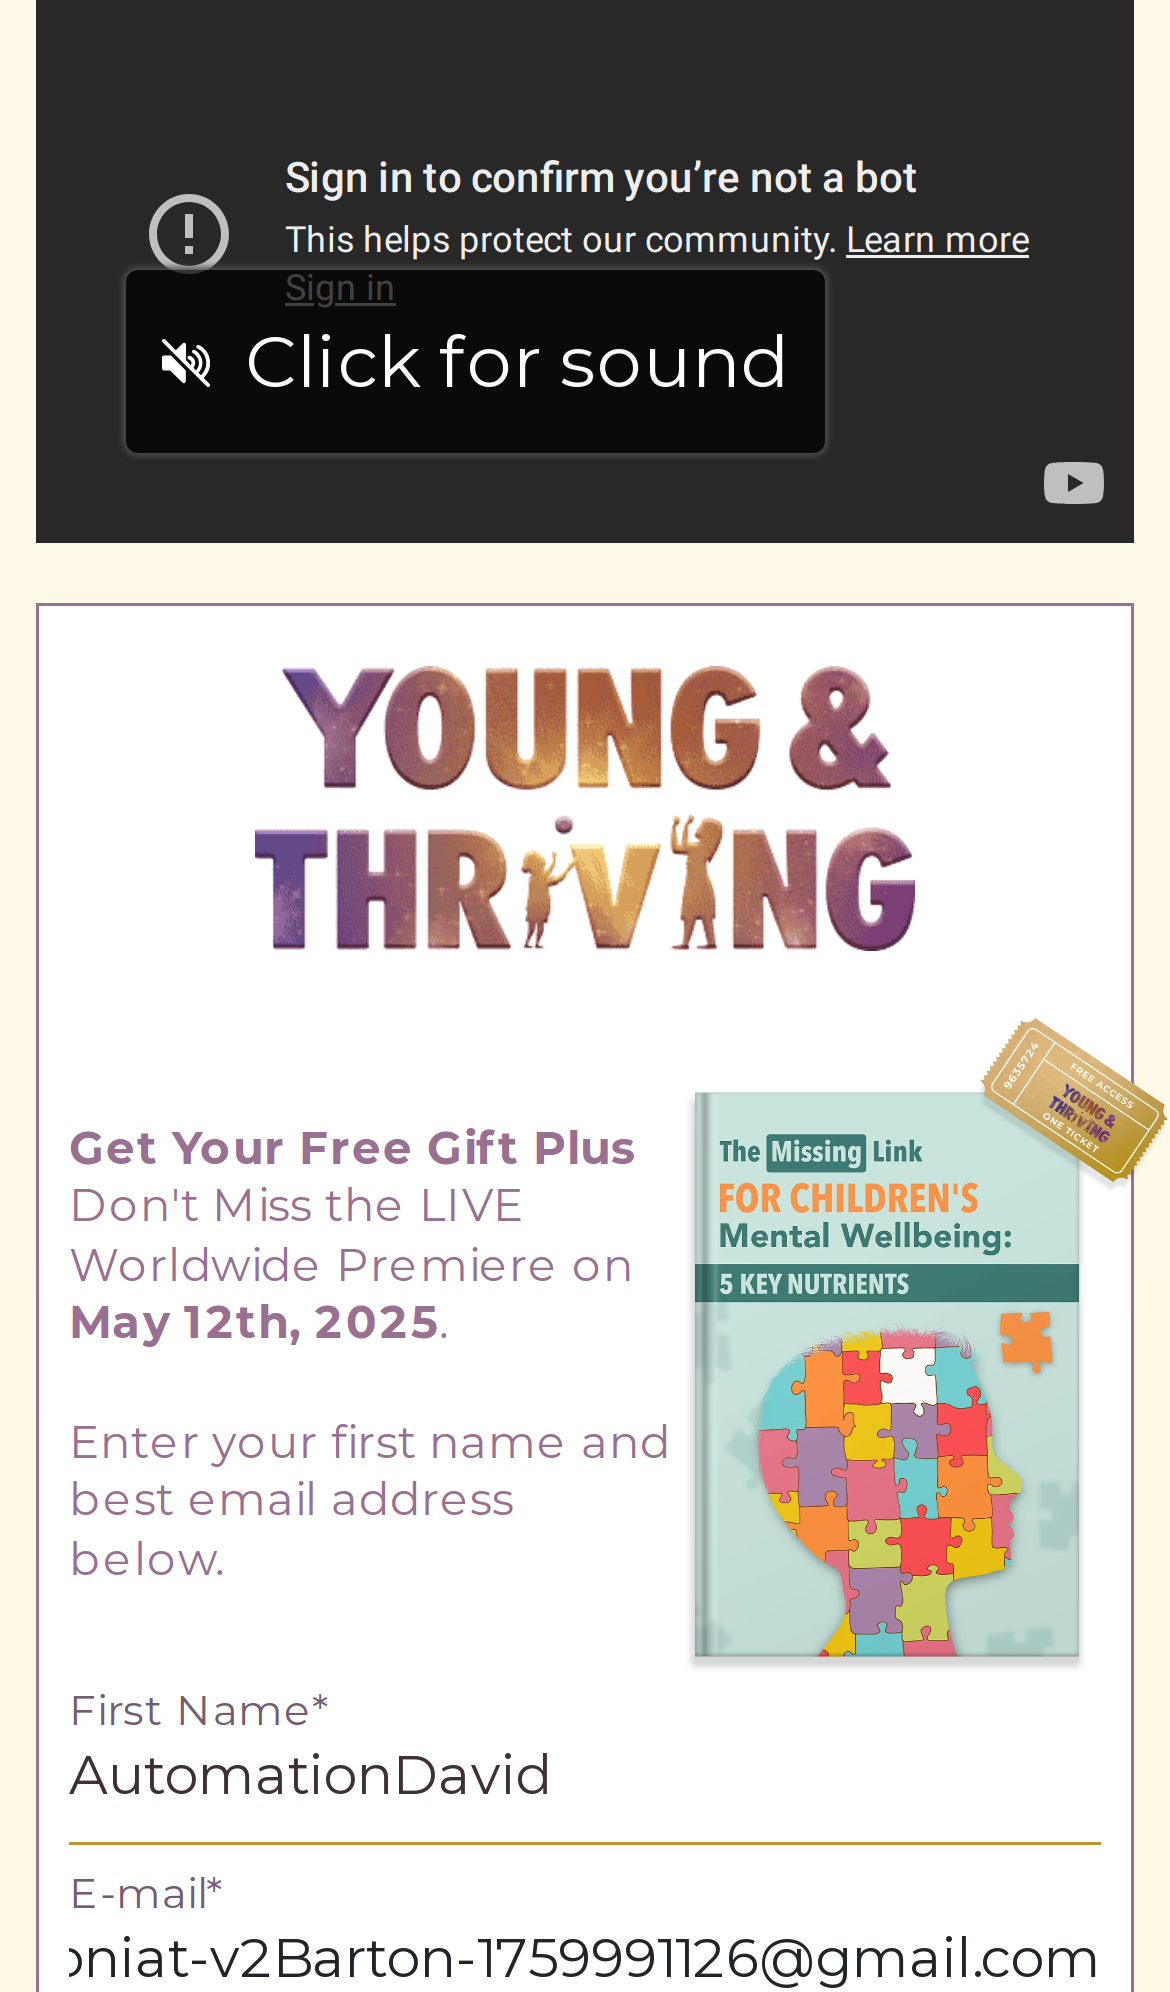 Sign in to confirm you’re not a bot
This helps protect our community. Learn more
Sign in
Click for sound
YOUNG &
THRIVING
9635724
FREE ACCESS
YOUNG &
THRIVING
ONE TICKET
Get Your Free Gift Plus
Don't Miss the LIVE
Worldwide Premiere on
May 12th, 2025.
The Missing Link
FOR CHILDREN'S
Mental Wellbeing:
5 KEY NUTRIENTS
Enter your first name and
best email address
below.
First Name*
AutomationDavid
E-mail*
oniat-v2Barton-1759991126@gmail.com